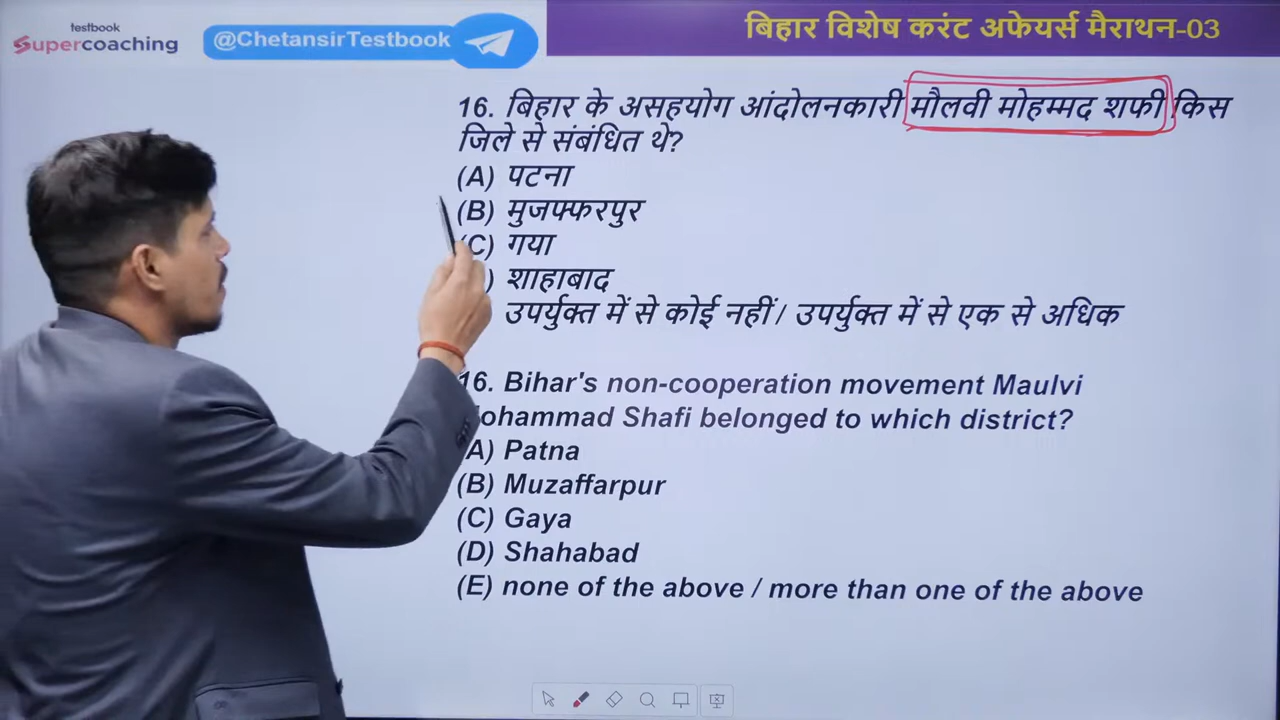 testbook
Supercoaching
@ChetansirTestbook
बिहार विशेष करंट अफेयर्स मैराथन-03
16. बिहार के असहयोग आंदोलनकारी मौलवी मोहम्मद शफी किस
जिले से संबंधित थे?
(A) पटना
(B) मुजफ्फरपुर
(C) गया
) शाहाबाद
उपर्युक्त में से कोई नहीं / उपर्युक्त में से एक से अधिक
16. Bihar's non-cooperation movement Maulvi
ohammad Shafi belonged to which district?
A) Patna
(B) Muzaffarpur
(C) Gaya
(D) Shahabad
(E) none of the above / more than one of the above